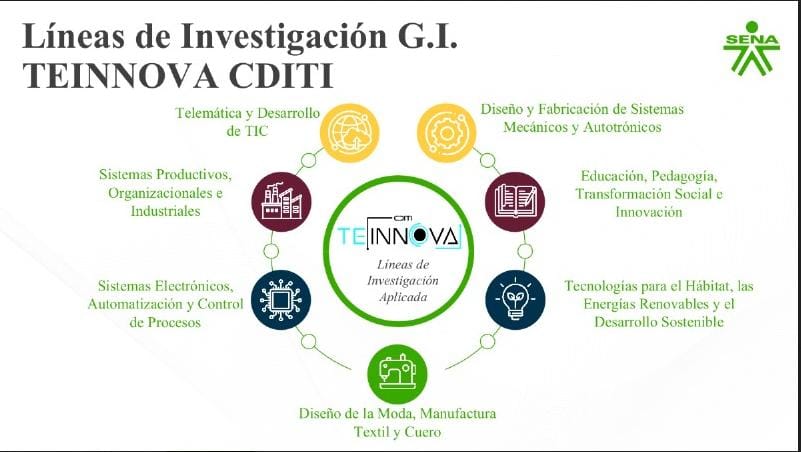 Líneas de Investigación G.I.
TEINNOVA CDITI
SENA
Telemática y Desarrollo
de TIC
Diseño y Fabricación de Sistemas
Mecánicos y Autotrónicos
Sistemas Productivos,
Organizacionales e
Industriales
Educación, Pedagogía,
Transformación Social e
Innovación
TEINNOVA
Líneas de
Investigación
Aplicada
Sistemas Electrónicos,
Automatización y Control
de Procesos
Tecnologías para el Hábitat, las
Energías Renovables y el
Desarrollo Sostenible
Diseño de la Moda, Manufactura
Textil y Cuero